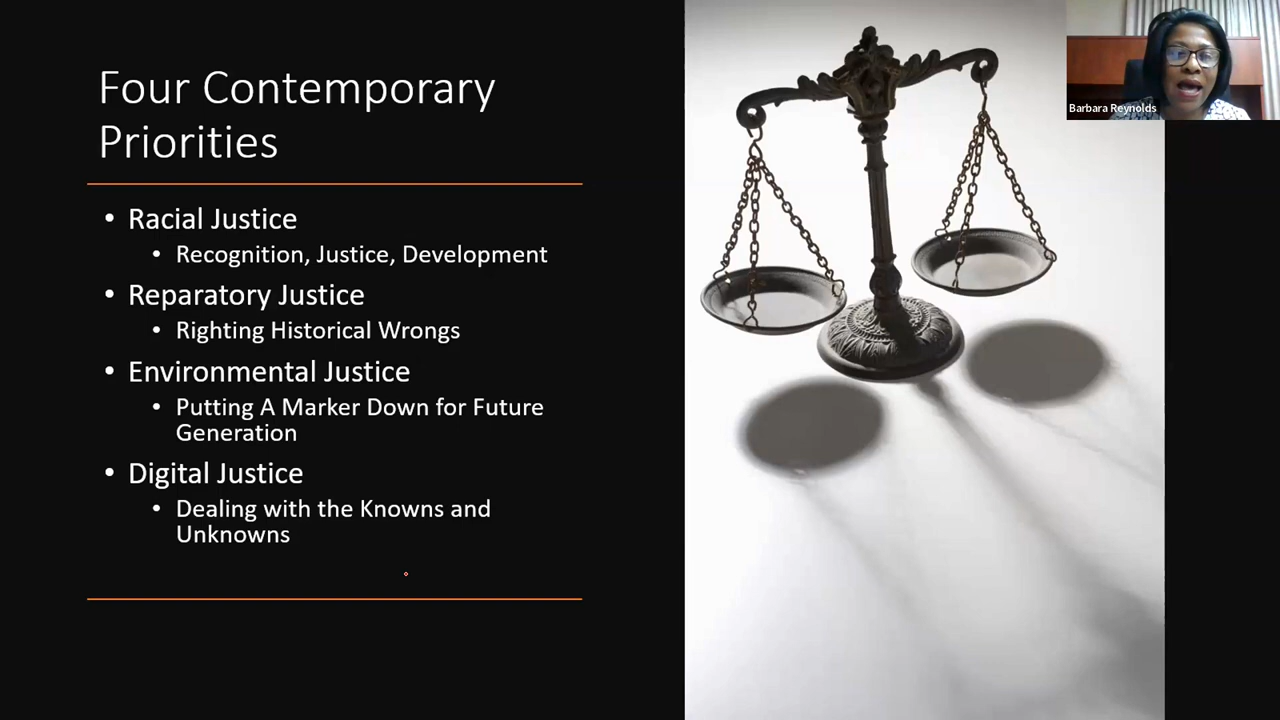 Four Contemporary
Priorities
• Racial Justice
• Recognition, Justice, Development
• Reparatory Justice
• Righting Historical Wrongs
• Environmental Justice
• Putting A Marker Down for Future
Generation
• Digital Justice
• Dealing with the Knowns and
Unknowns
Barbara Reynolds